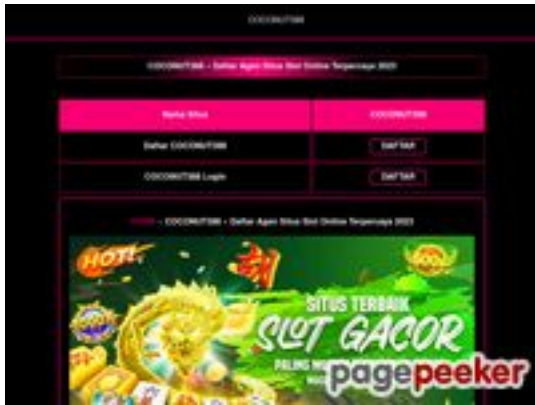 COCONUT388
COCONUT388 - Daftar Agen Situs Slot Online Terpercaya 2023
Nama Situs COCONUT388
Daftar COCONUT388 DAFTAR
COCONUT388 Login DAFTAR
- COCONUT388 - Daftar Agen Situs Slot Online Terpercaya 2023
HOT!
SITUS TERBAIK
SLOT GACOR
PALING
pagepeeker